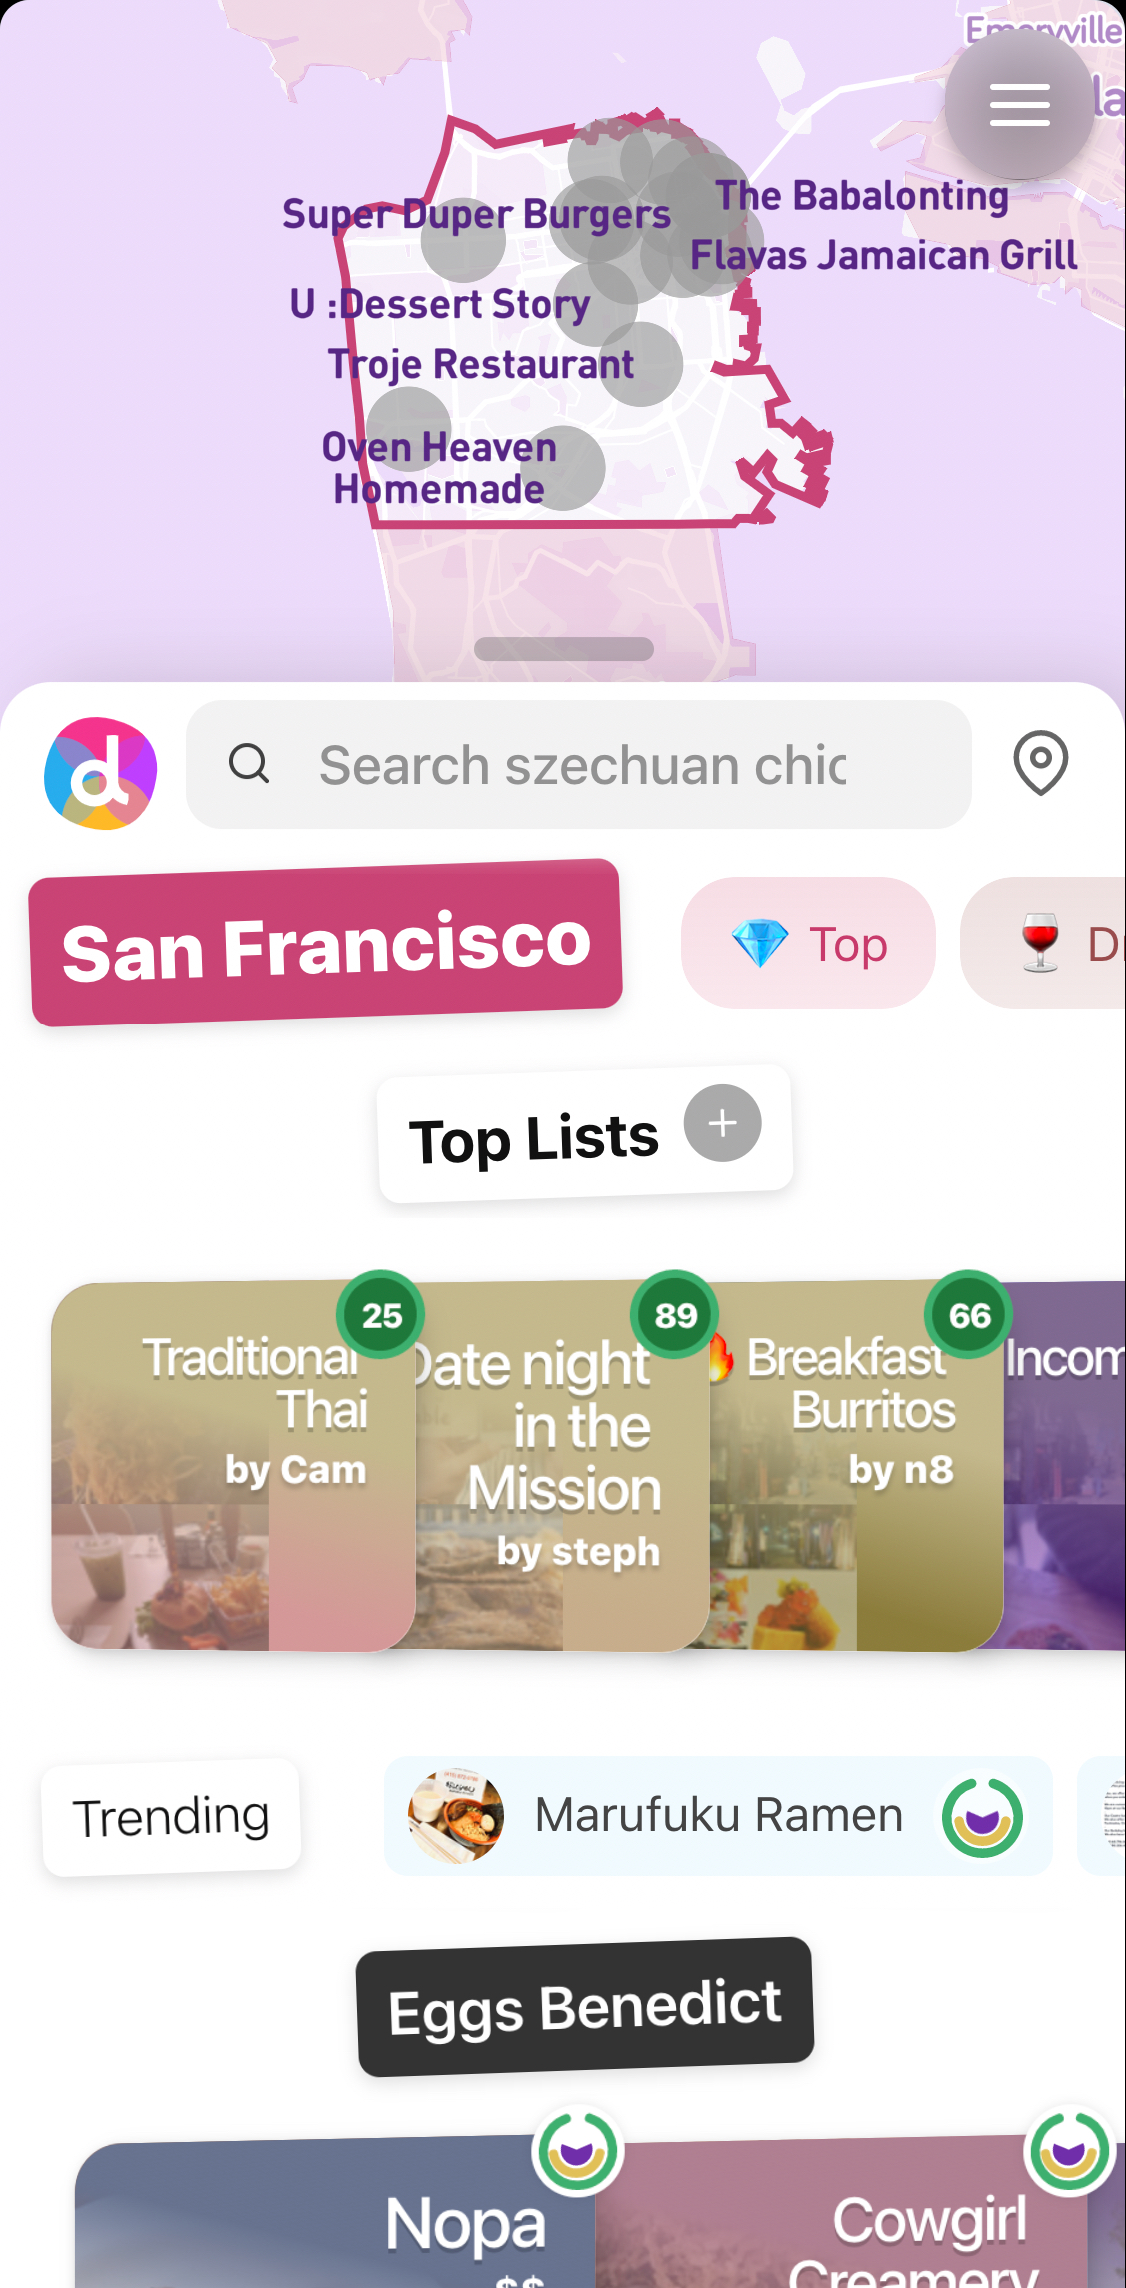 Emeryville
Super Duper Burgers
The Babalonting
Flavas Jamaican Grill
U :Dessert Story
Troje Restaurant
Oven Heaven
Homemade
d
Search szechuan chic
San Francisco
💎 Top
🍷 Dr
Top Lists +
25
89
66
Traditional
Thai
by Cam
Date night
in the
Mission
by steph
🔥 Breakfast
Burritos
by n8
Incom
Trending
Marufuku Ramen
Eggs Benedict
Nopa
$$
Cowgirl
Creamery